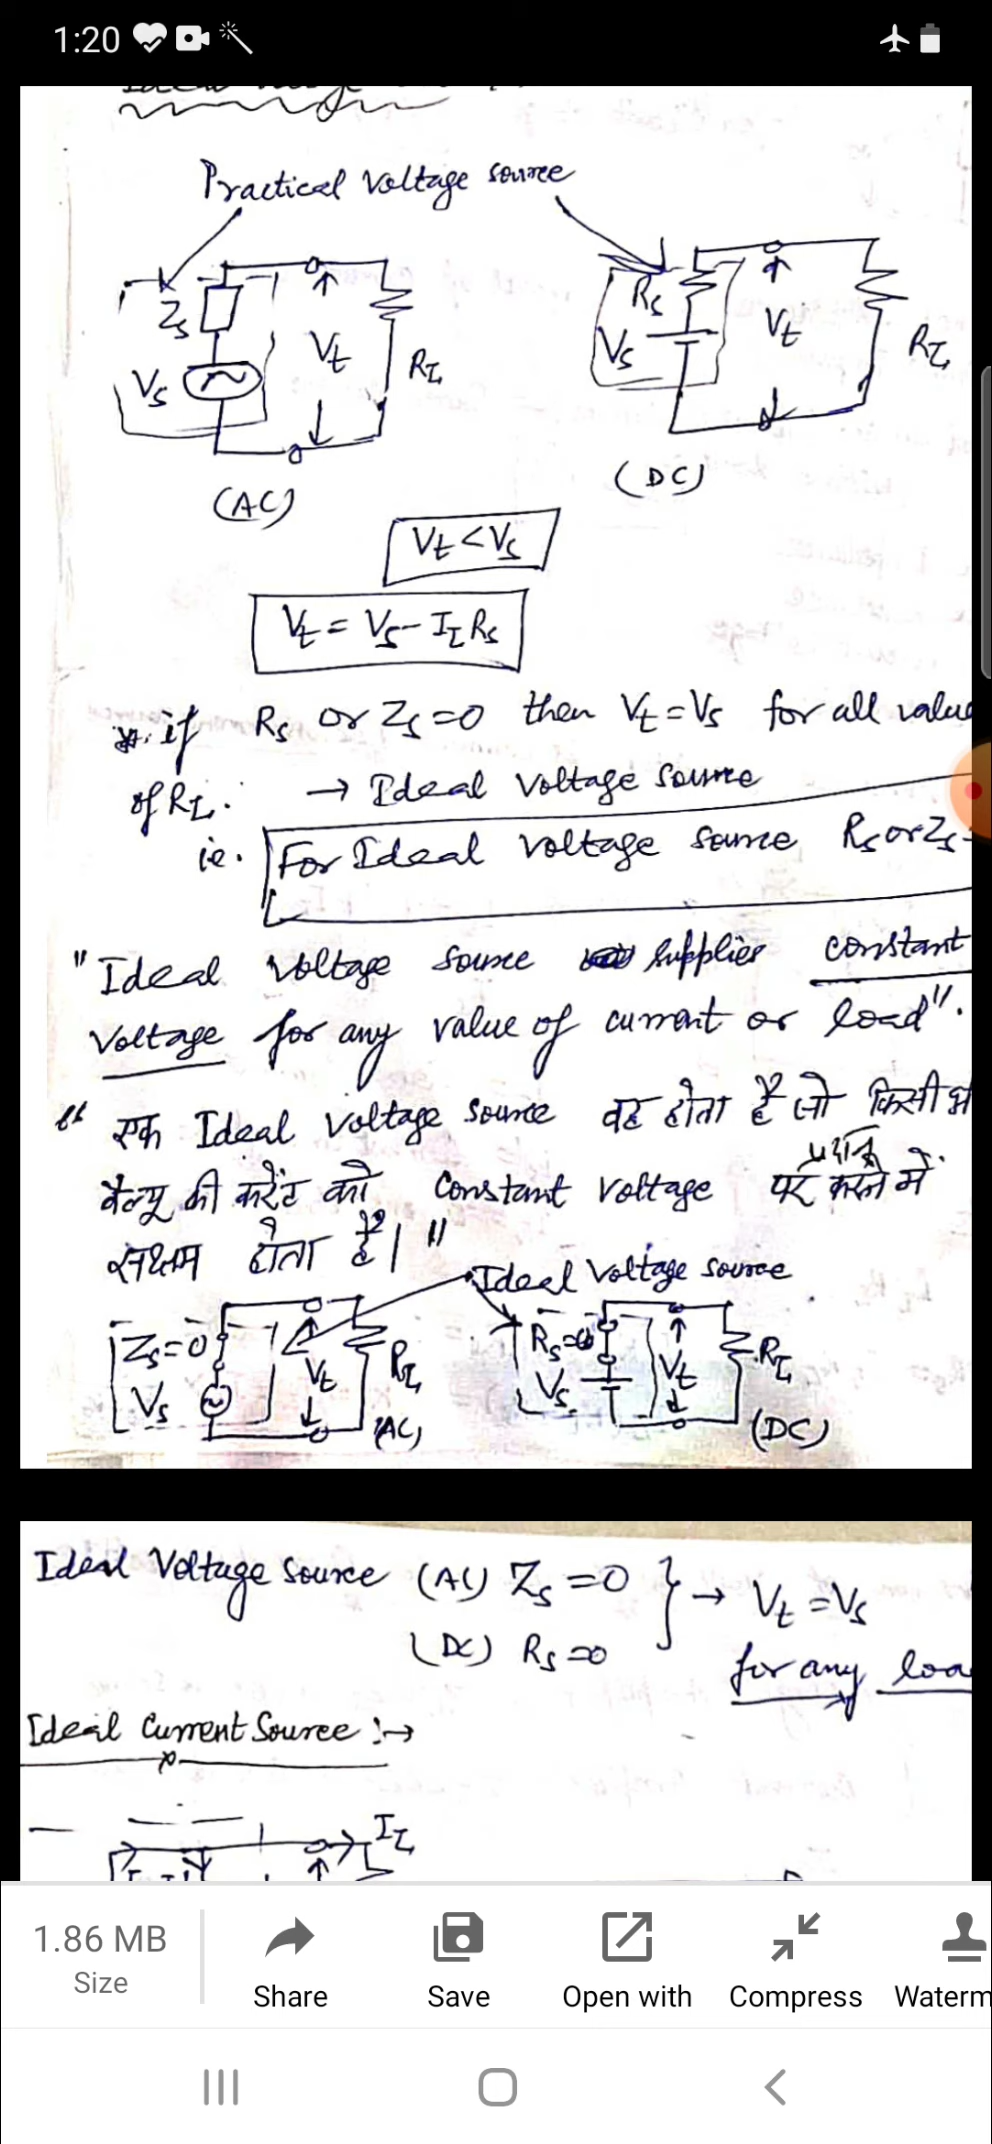 1:20
Practical Voltage source
Zs
Vs
Vt
RL
(AC)
Rs
Vs
Vt
RL
(DC)
Vt < Vs
Vt = Vs - IL Rs
if Rs or Zs = 0 then Vt = Vs for all value
of RL. → Ideal Voltage source
ie. For Ideal Voltage source Rs or Zs =
"Ideal Voltage source supplies constant
Voltage for any value of current or load".
" एक Ideal Voltage source वह होता है जो किसी
वैल्यू की करेंट को Constant Voltage पर करने में
सक्षम होता है। "
Ideal Voltage source
Zs = 0
Vs
Vt
RL
(AC)
Rs = 0
Vs
Vt
RL
(DC)
Ideal Voltage source (AC) Zs = 0 } → Vt = Vs
(DC) Rs = 0 for any loa
Ideal Current Source :→
IL
1.86 MB
Size
Share
Save
Open with
Compress
Waterm